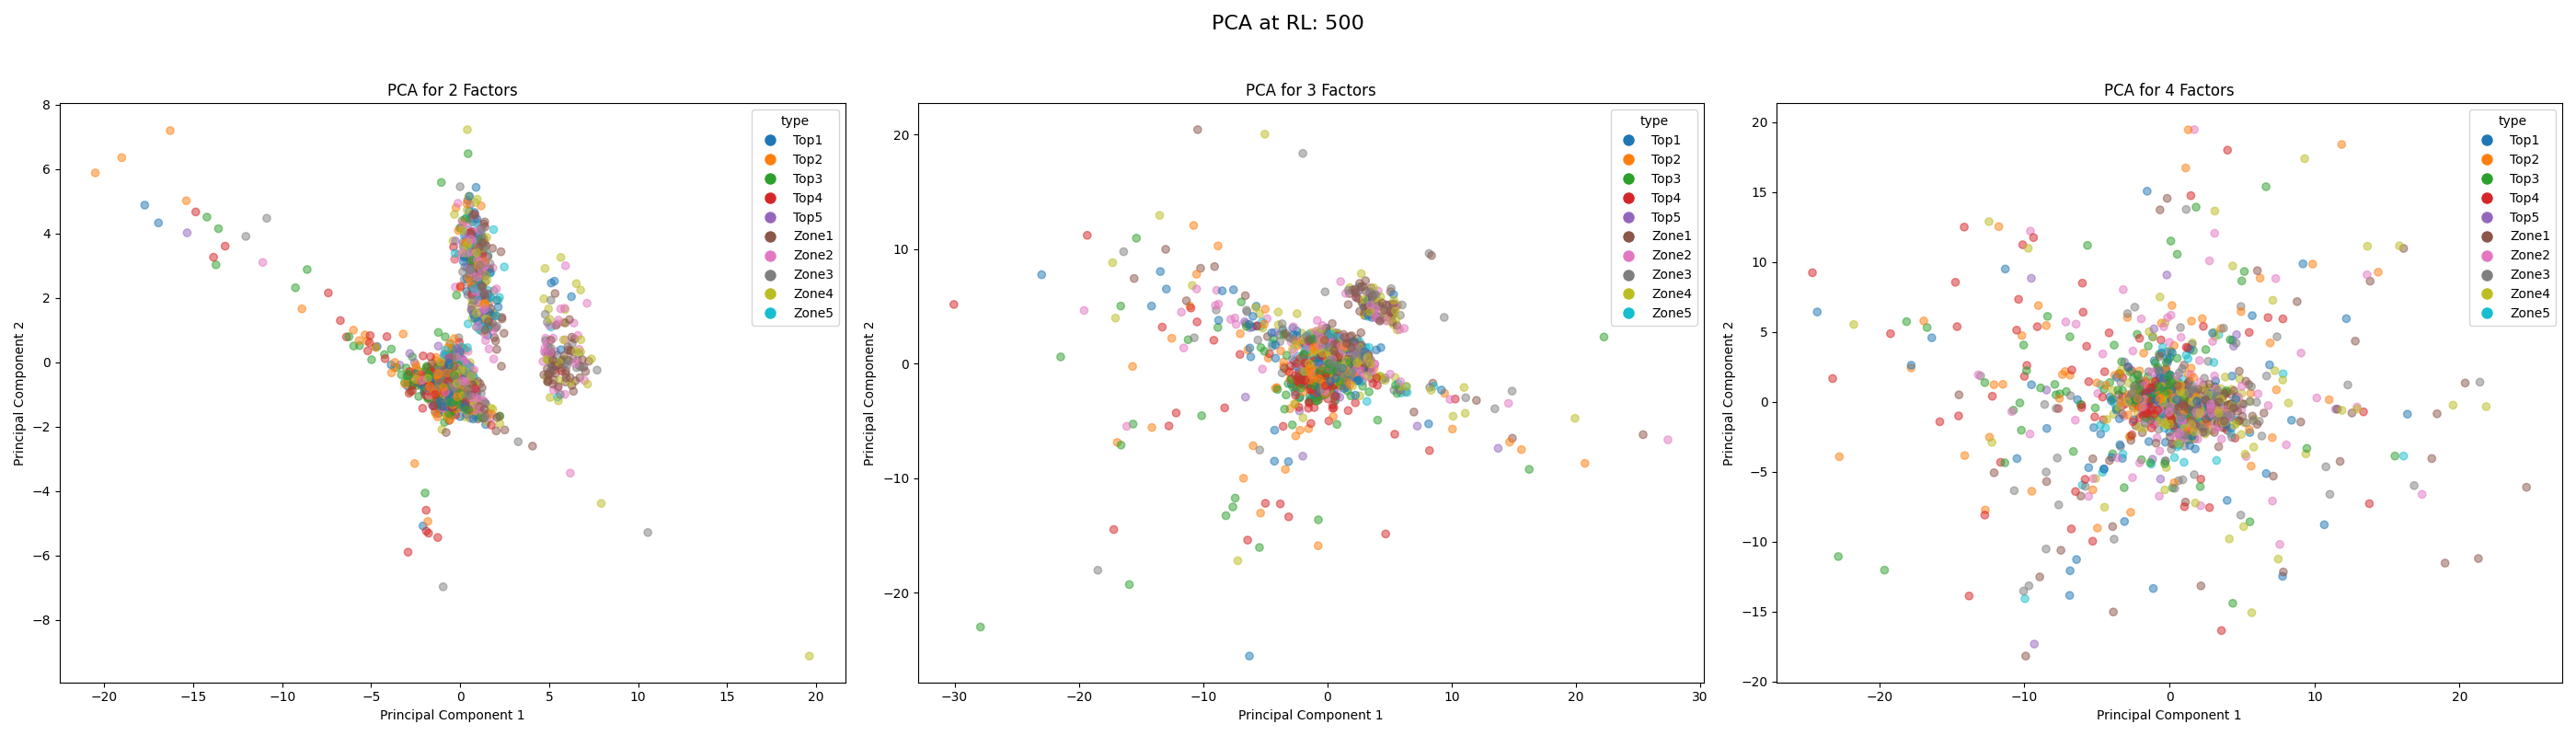 PCA at RL: 500
PCA for 2 Factors
8
6
4
2
0
−2
−4
−6
−8
Principal Component 2
−20
−15
−10
−5
0
5
10
15
20
Principal Component 1
type
Top1
Top2
Top3
Top4
Top5
Zone1
Zone2
Zone3
Zone4
Zone5
PCA for 3 Factors
20
10
0
−10
−20
Principal Component 2
−30
−20
−10
0
10
20
30
Principal Component 1
type
Top1
Top2
Top3
Top4
Top5
Zone1
Zone2
Zone3
Zone4
Zone5
PCA for 4 Factors
20
15
10
5
0
−5
−10
−15
−20
Principal Component 2
−20
−10
0
10
20
Principal Component 1
type
Top1
Top2
Top3
Top4
Top5
Zone1
Zone2
Zone3
Zone4
Zone5